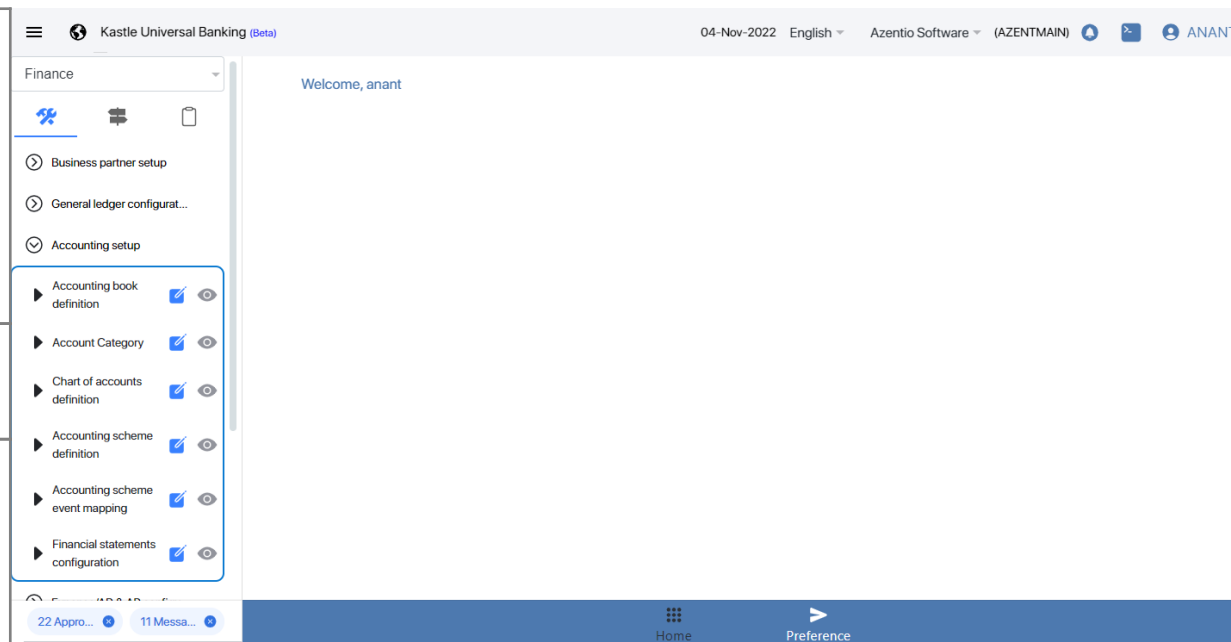 Kastle Universal Banking (Beta)
04-Nov-2022 English Azentio Software (AZENTMAIN) ANANT
Finance
Welcome, anant
Business partner setup
General ledger configurat...
Accounting setup
Accounting book
definition
Account Category
Chart of accounts
definition
Accounting scheme
definition
Accounting scheme
event mapping
Financial statements
configuration
22 Appro... 11 Messa...
Home Preference